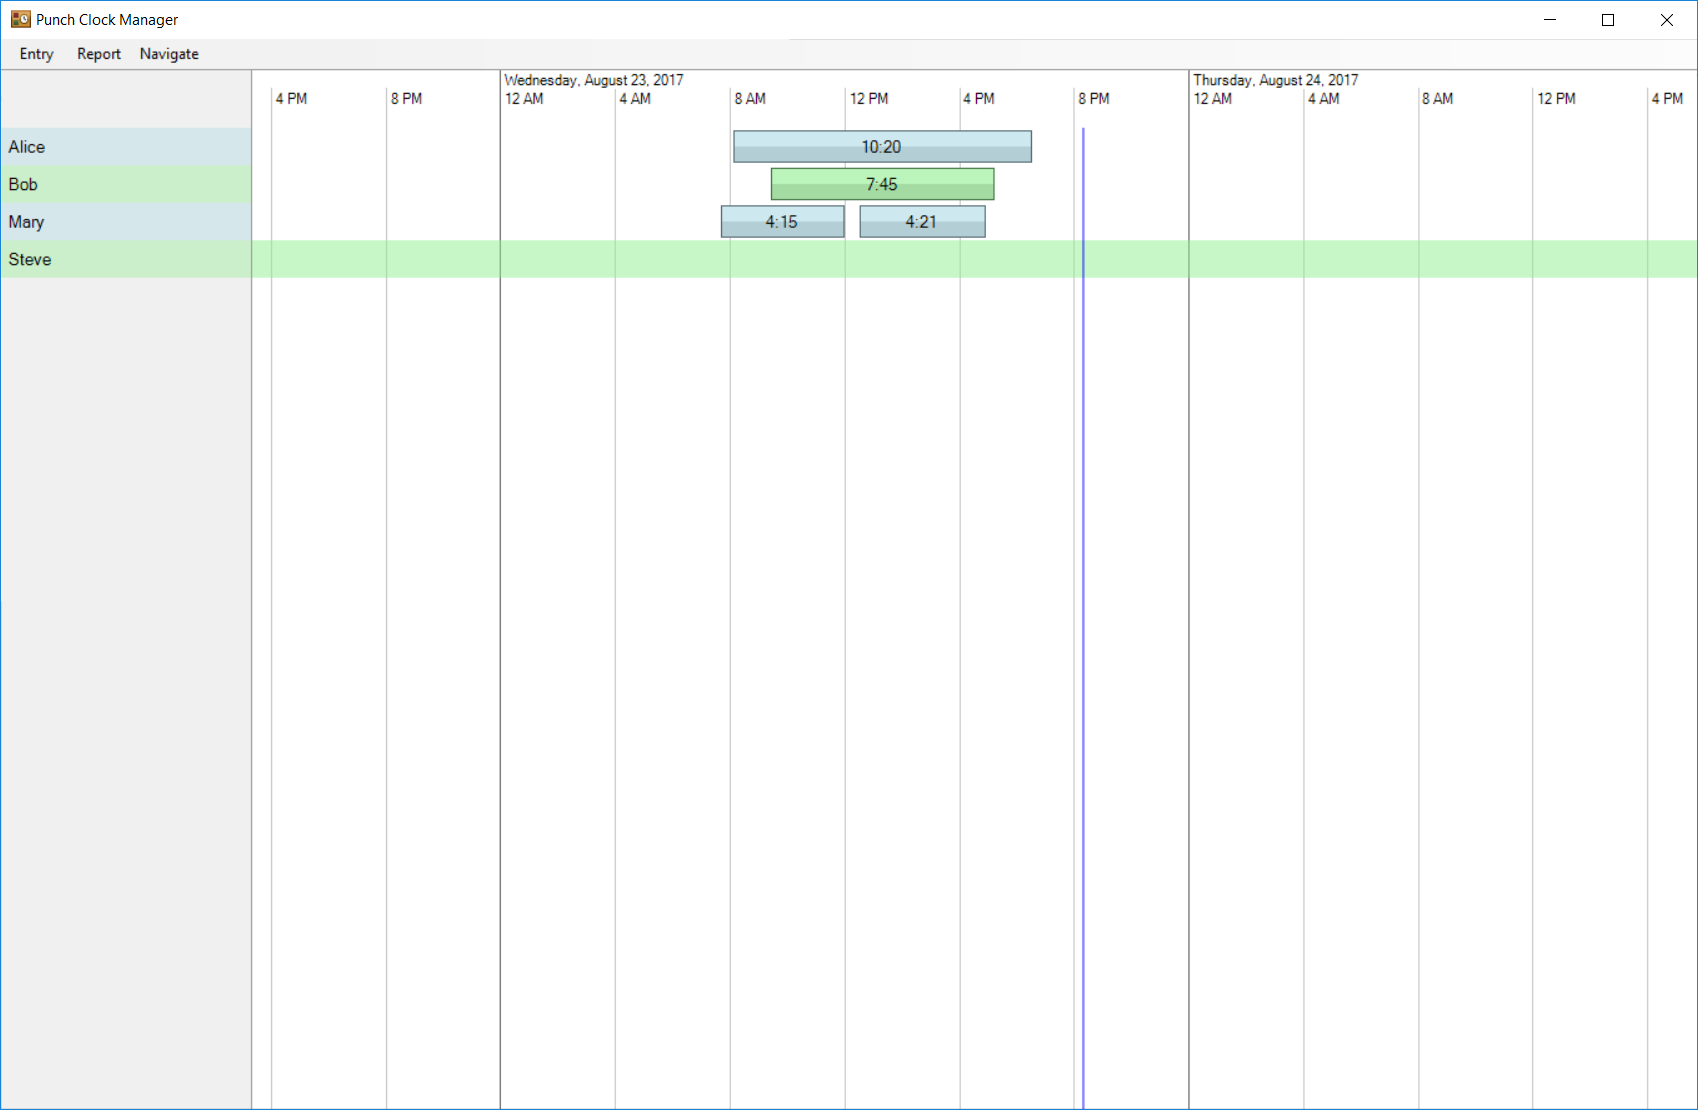 Punch Clock Manager
Entry Report Navigate
Wednesday, August 23, 2017 Thursday, August 24, 2017
4 PM 8 PM 12 AM 4 AM 8 AM 12 PM 4 PM 8 PM 12 AM 4 AM 8 AM 12 PM 4 PM
Alice 10:20
Bob 7:45
Mary 4:15 4:21
Steve